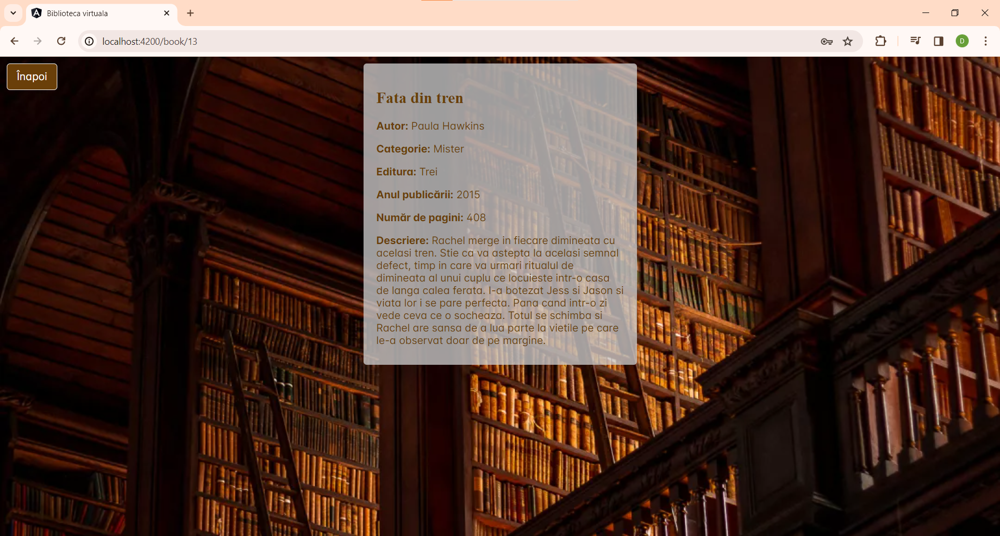 Biblioteca virtuala
localhost:4200/book/13
D
Înapoi
Fata din tren
Autor: Paula Hawkins
Categorie: Mister
Editura: Trei
Anul publicării: 2015
Număr de pagini: 408
Descriere: Rachel merge in fiecare dimineata cu
acelasi tren. Stie ca va astepta la acelasi semnal
defect, timp in care va urmari ritualul de
dimineata al unui cuplu ce locuieste intr-o casa
de langa calea ferata. I-a botezat Jess si Jason si
viata lor i se pare perfecta. Pana cand intr-o zi
vede ceva ce o socheaza. Totul se schimba si
Rachel are sansa de a lua parte la vietile pe care
le-a observat doar de pe margine.